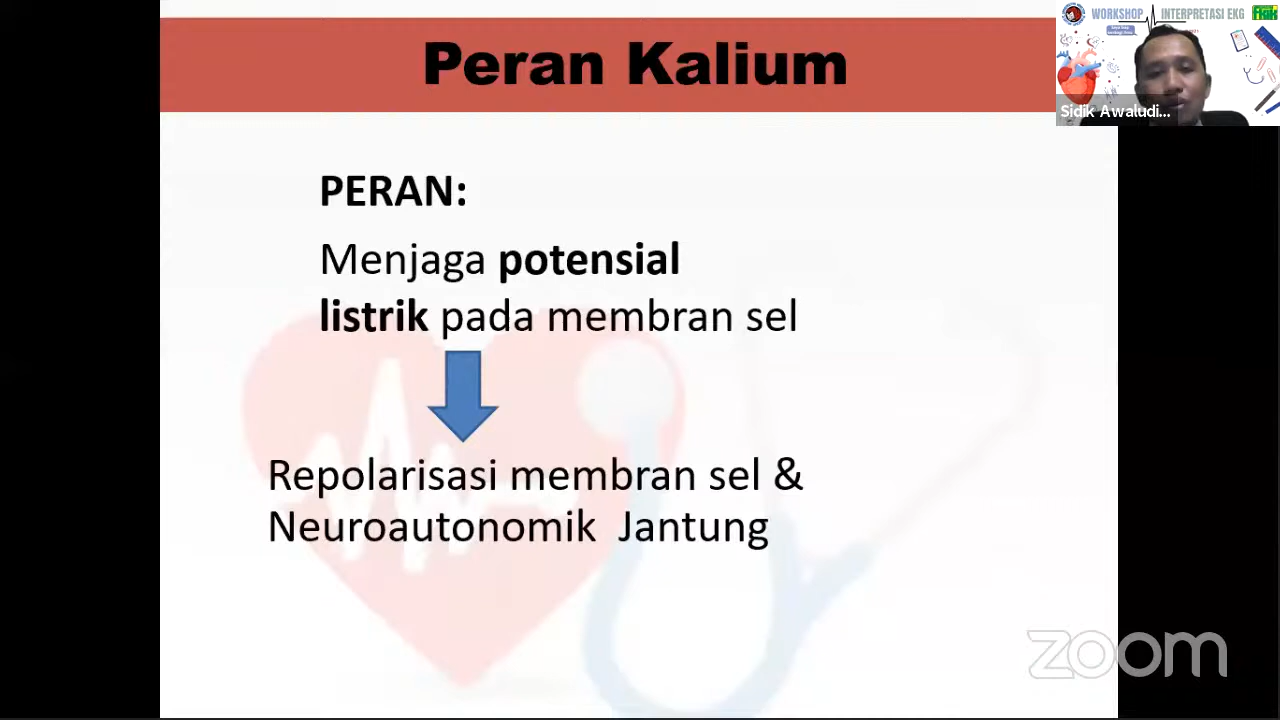 Peran Kalium
PERAN:
Menjaga potensial
listrik pada membran sel
Repolarisasi membran sel &
Neuroautonomik Jantung
WORKSHOP INTERPRETASI EKG
Sidik Awaludi...
zoom